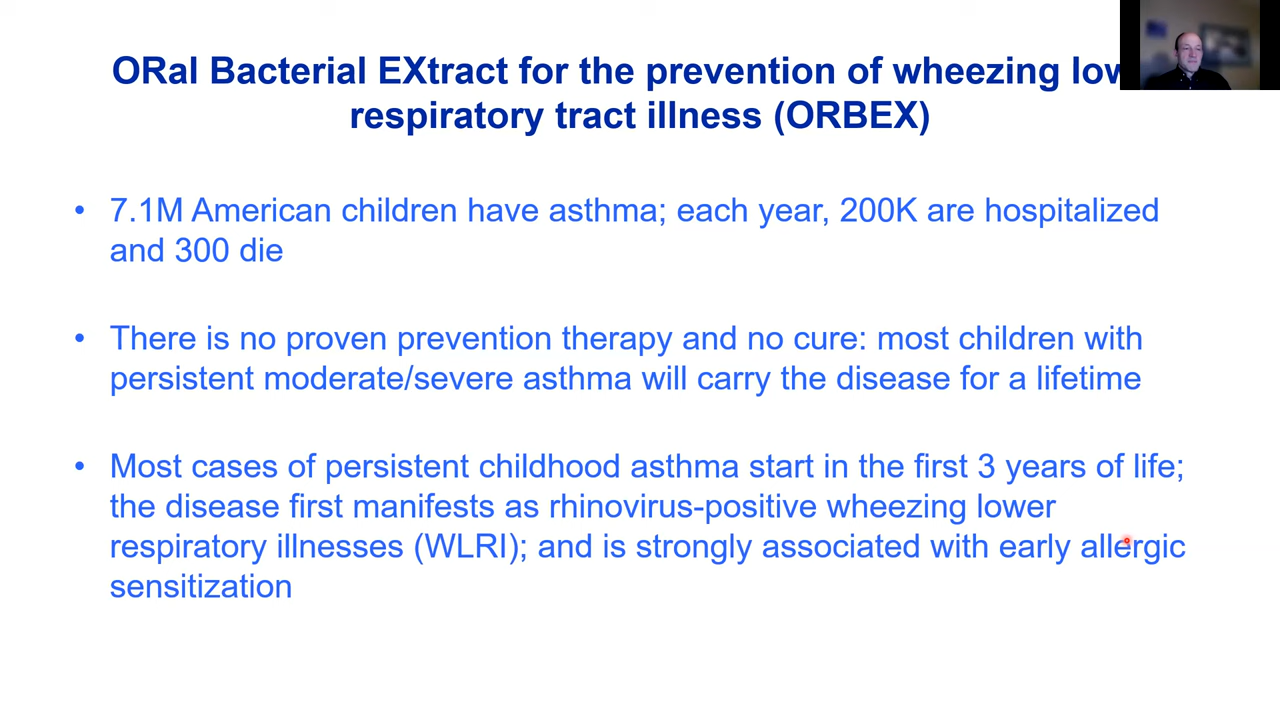 ORal Bacterial EXtract for the prevention of wheezing
respiratory tract illness (ORBEX)
• 7.1M American children have asthma; each year, 200K are hospitalized
and 300 die
• There is no proven prevention therapy and no cure: most children with
persistent moderate/severe asthma will carry the disease for a lifetime
• Most cases of persistent childhood asthma start in the first 3 years of life;
the disease first manifests as rhinovirus-positive wheezing lower
respiratory illnesses (WLRI); and is strongly associated with early allergic
sensitization